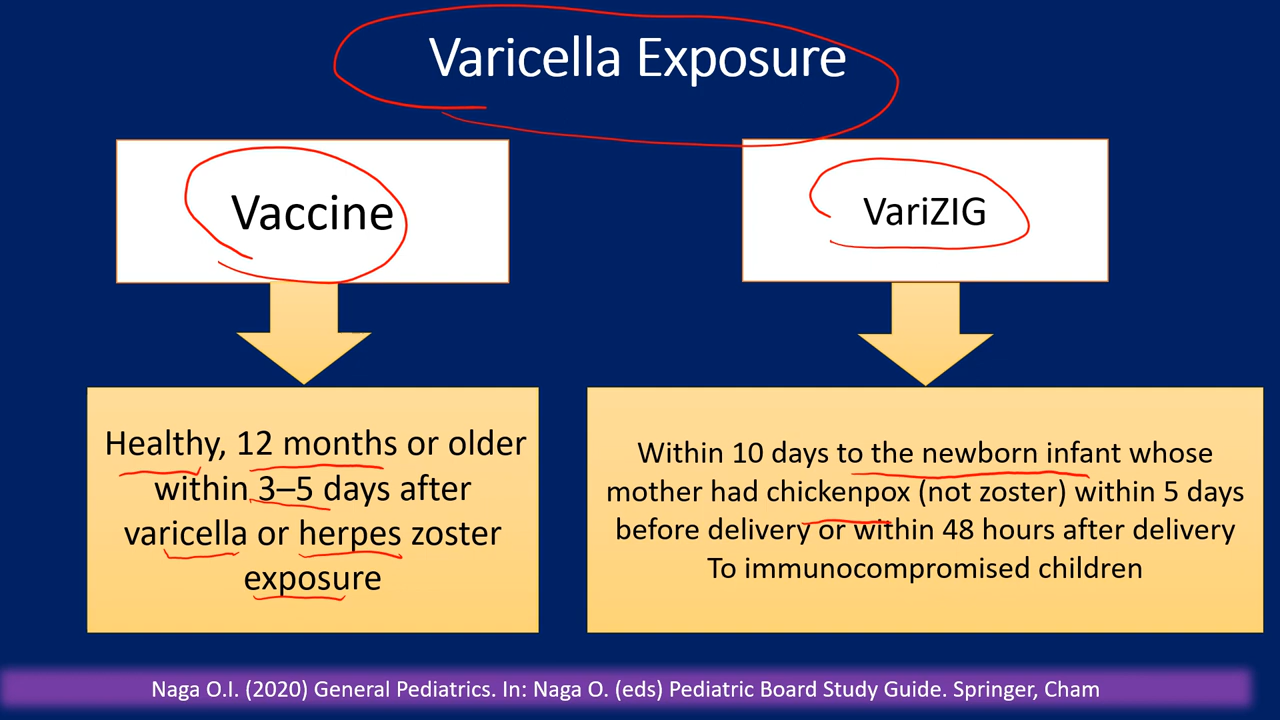 Varicella Exposure
Vaccine
VariZIG
Healthy, 12 months or older
within 3–5 days after
varicella or herpes zoster
exposure
Within 10 days to the newborn infant whose
mother had chickenpox (not zoster) within 5 days
before delivery or within 48 hours after delivery
To immunocompromised children
Naga O.I. (2020) General Pediatrics. In: Naga O. (eds) Pediatric Board Study Guide. Springer, Cham